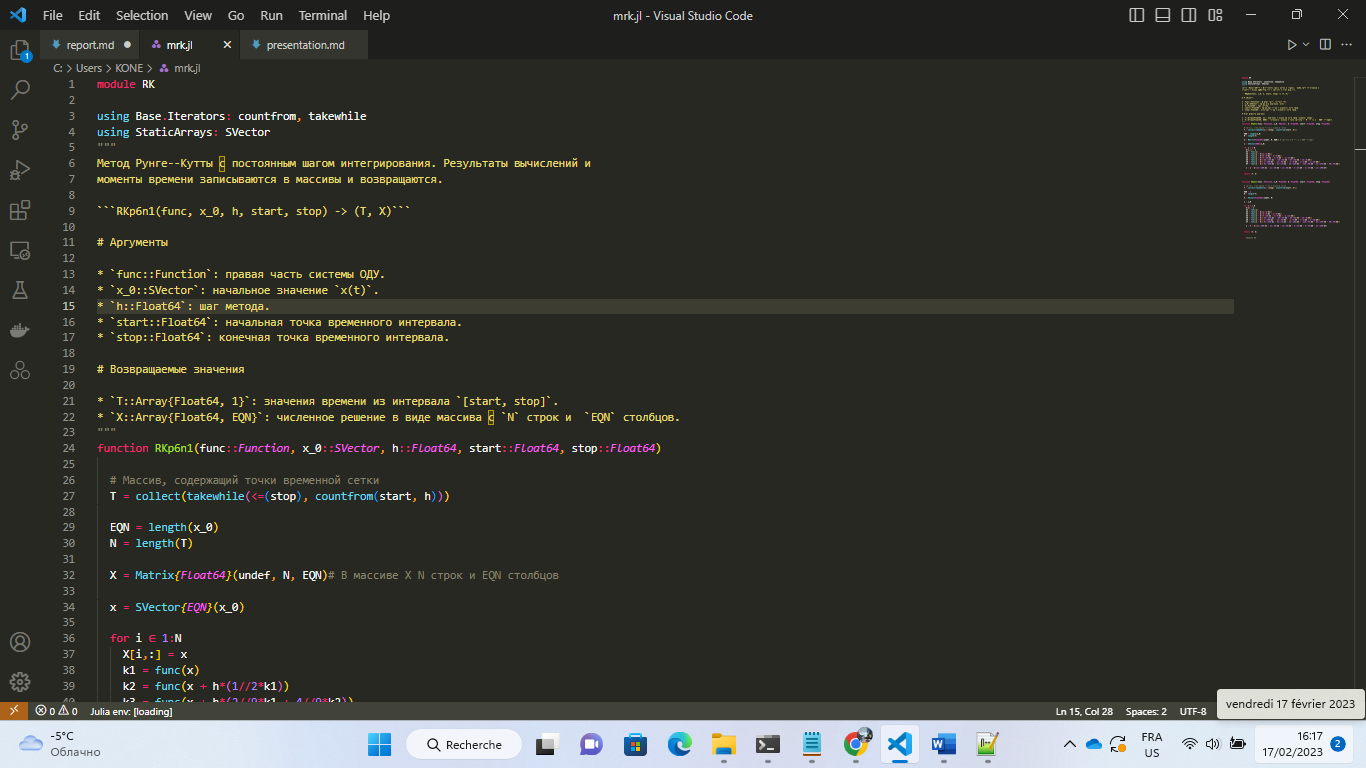 File Edit Selection View Go Run Terminal Help
mrk.jl - Visual Studio Code
report.md
mrk.jl
presentation.md
C: > Users > KONE > mrk.jl
1 module RK
2
3 using Base.Iterators: countfrom, takewhile
4 using StaticArrays: SVector
5 """
6 Метод Рунге--Кутты с постоянным шагом интегрирования. Результаты вычислений и
7 моменты времени записываются в массивы и возвращаются.
8
9 ```RKp6n1(func, x_0, h, start, stop) -> (T, X)```
10
11 # Аргументы
12
13 * `func::Function`: правая часть системы ОДУ.
14 * `x_0::SVector`: начальное значение `x(t)`.
15 * `h::Float64`: шаг метода.
16 * `start::Float64`: начальная точка временного интервала.
17 * `stop::Float64`: конечная точка временного интервала.
18
19 # Возвращаемые значения
20
21 * `T::Array{Float64, 1}`: значения времени из интервала `[start, stop]`.
22 * `X::Array{Float64, EQN}`: численное решение в виде массива с `N` строк и  `EQN` столбцов.
23 """
24 function RKp6n1(func::Function, x_0::SVector, h::Float64, start::Float64, stop::Float64)
25
26 # Массив, содержащий точки временной сетки
27 T = collect(takewhile(<=(stop), countfrom(start, h)))
28
29 EQN = length(x_0)
30 N = length(T)
31
32 X = Matrix{Float64}(undef, N, EQN)# В массиве X N строк и EQN столбцов
33
34 x = SVector{EQN}(x_0)
35
36 for i ∈ 1:N
37 X[i,:] = x
38 k1 = func(x)
39 k2 = func(x + h*(1//2*k1))
40 k3 = func(x + h*(2//9*k1 + 4//9*k2))
0 0 Julia env: [loading]
Ln 15, Col 28 Spaces: 2 UTF-8
vendredi 17 février 2023
-5°C
Облачно
Recherche
FRA
US
16:17
17/02/2023
2
1